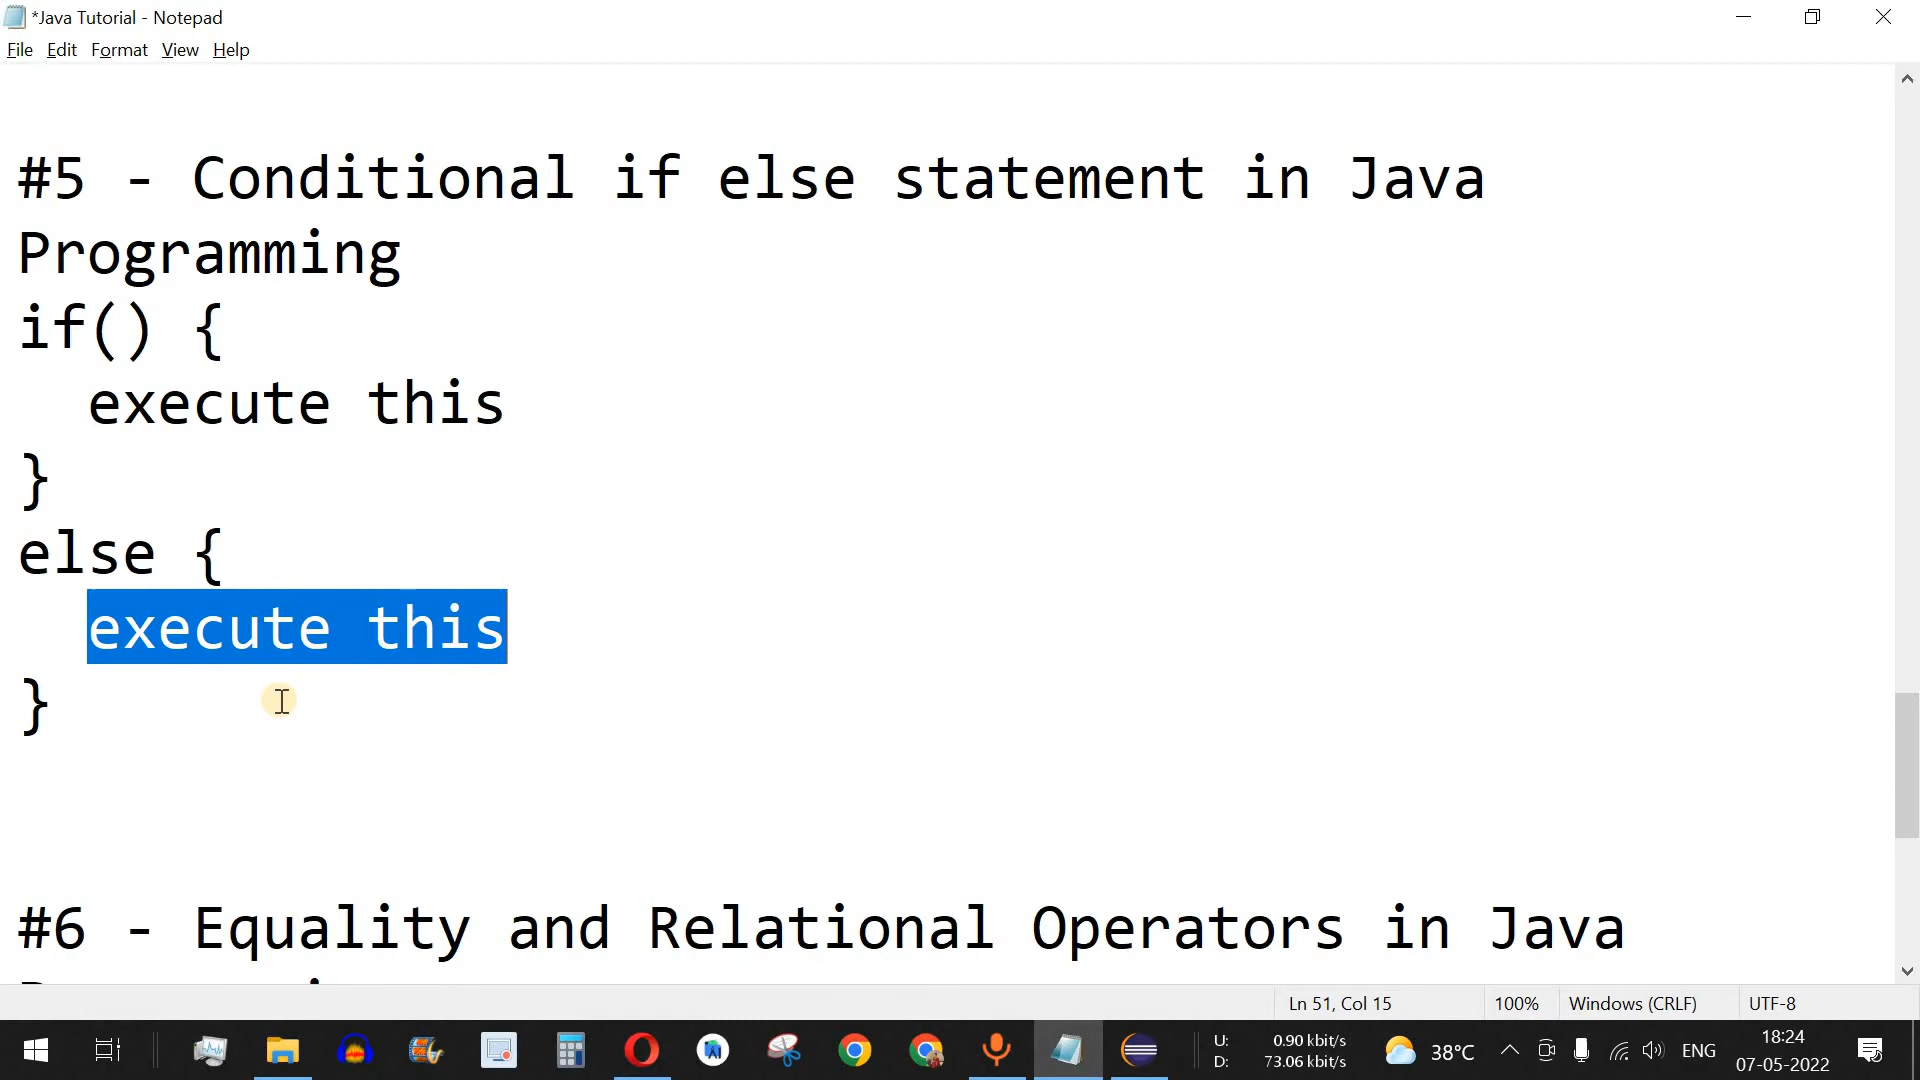 *Java Tutorial - Notepad
File Edit Format View Help
#5 - Conditional if else statement in Java
Programming
if() {
execute this
}
else {
execute this
}
#6 - Equality and Relational Operators in Java
Ln 51, Col 15 100% Windows (CRLF) UTF-8
U: 0.90 kbit/s
D: 73.06 kbit/s
38°C
ENG
18:24
07-05-2022